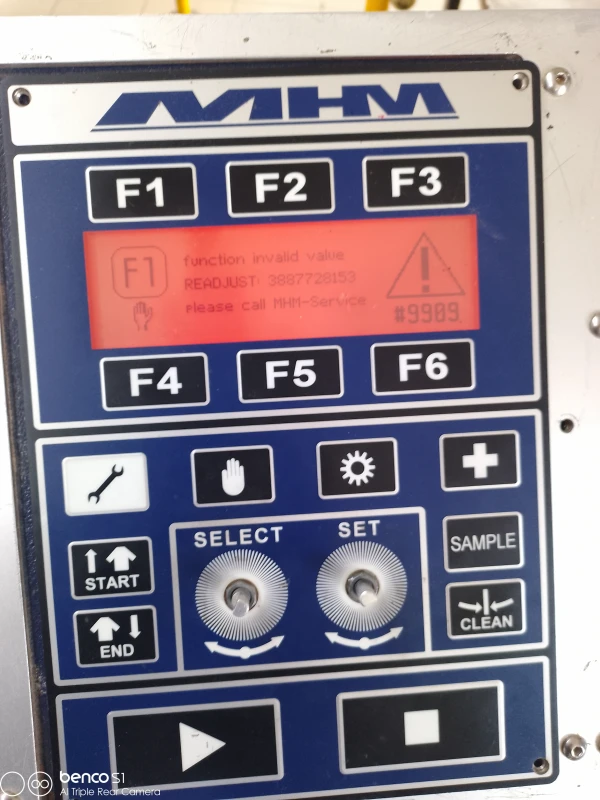 MHM
F1
F2
F3
F1
function invalid value
READJUST: 3887728153
Please call MHM-Service
#9909
F4
F5
F6
START
END
SELECT
SET
SAMPLE
CLEAN
benco S1
AI Triple Rear Camera